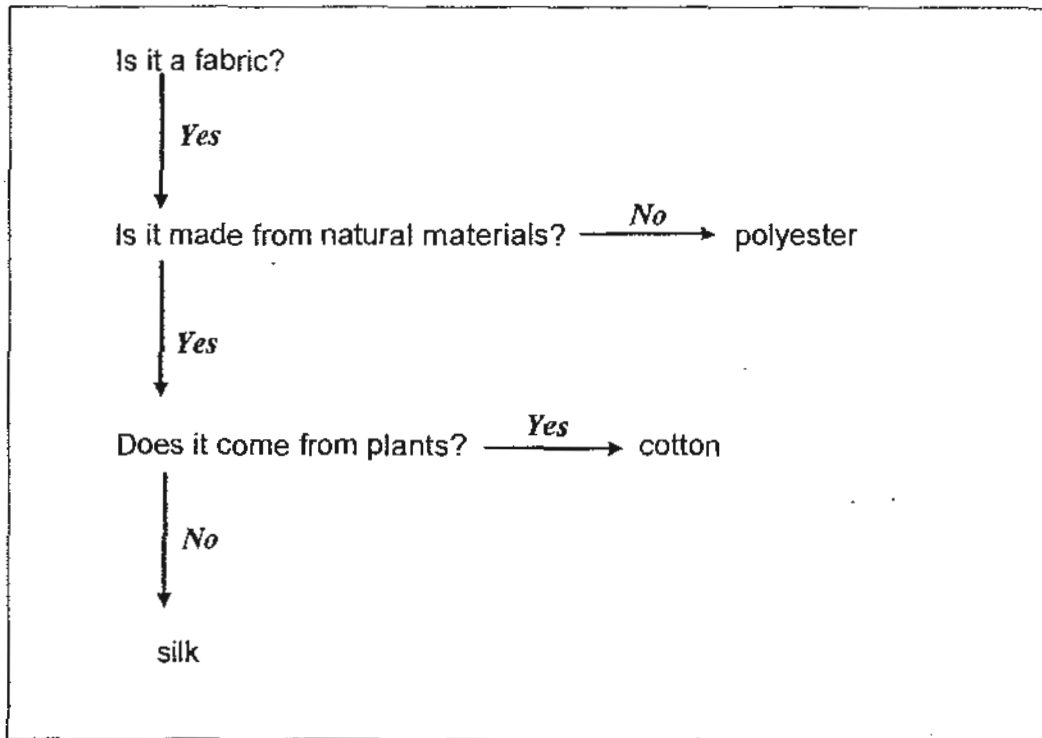 Is it a fabric?
Yes
Is it made from natural materials? No polyester
Yes
Does it come from plants? Yes cotton
No
silk